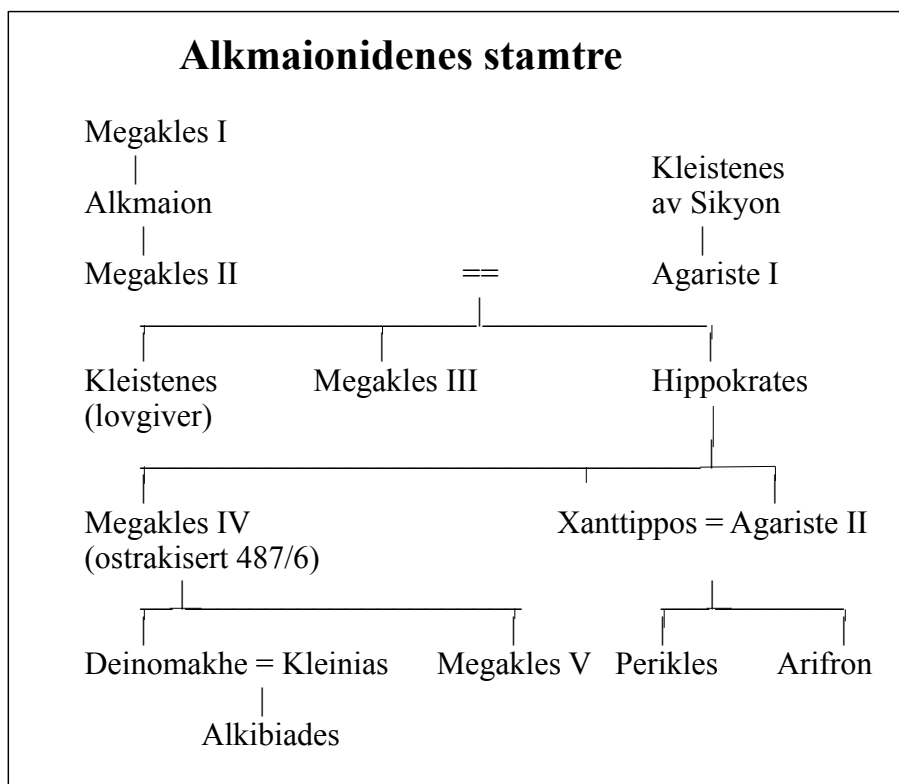 Alkmaionidenes stamtre
Megakles I
Kleistenes
av Sikyon
Alkmaion
Megakles II == Agariste I
Kleistenes Megakles III Hippokrates
(lovgiver)
Megakles IV Xanttippos = Agariste II
(ostrakisert 487/6)
Deinomakhe = Kleinias Megakles V Perikles Arifron
Alkibiades